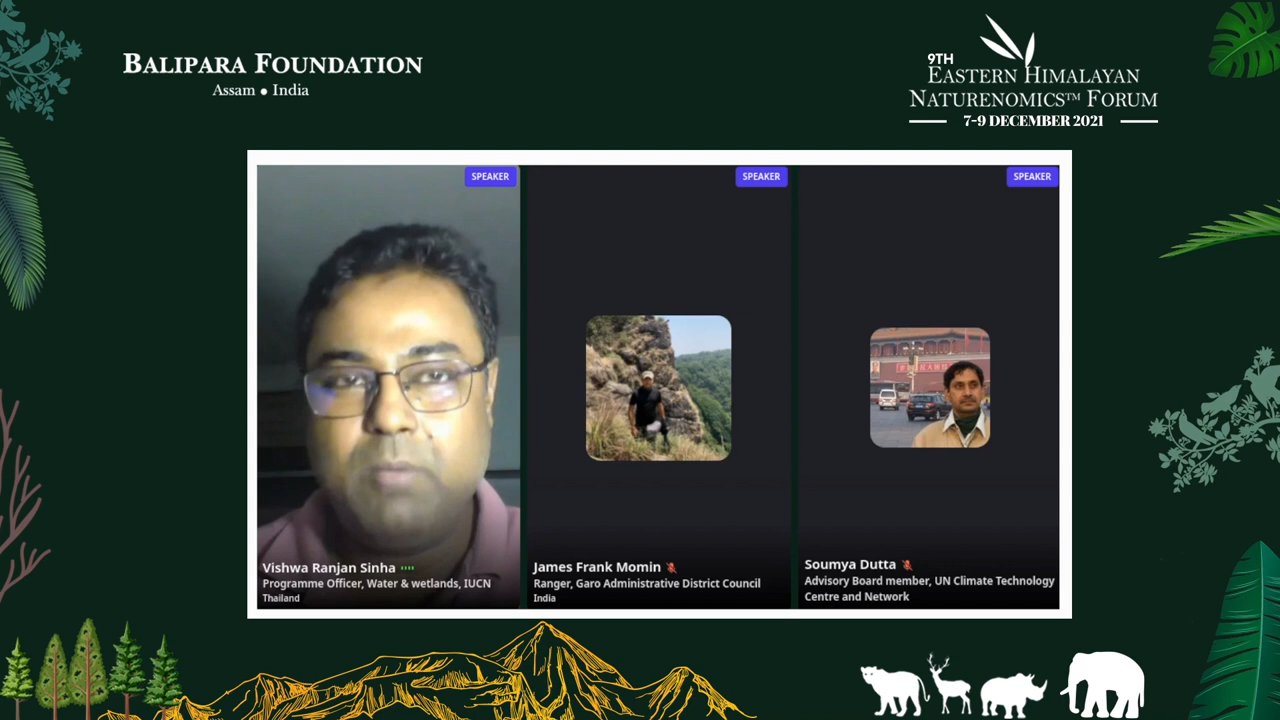 BALIPARA FOUNDATION
Assam ● India
9TH
EASTERN HIMALAYAN
NATURENOMICS™ FORUM
7-9 DECEMBER 2021
SPEAKER
SPEAKER
SPEAKER
Vishwa Ranjan Sinha
Programme Officer, Water & wetlands, IUCN
Thailand
James Frank Momin
Ranger, Garo Administrative District Council
India
Soumya Dutta
Advisory Board member, UN Climate Technology
Centre and Network